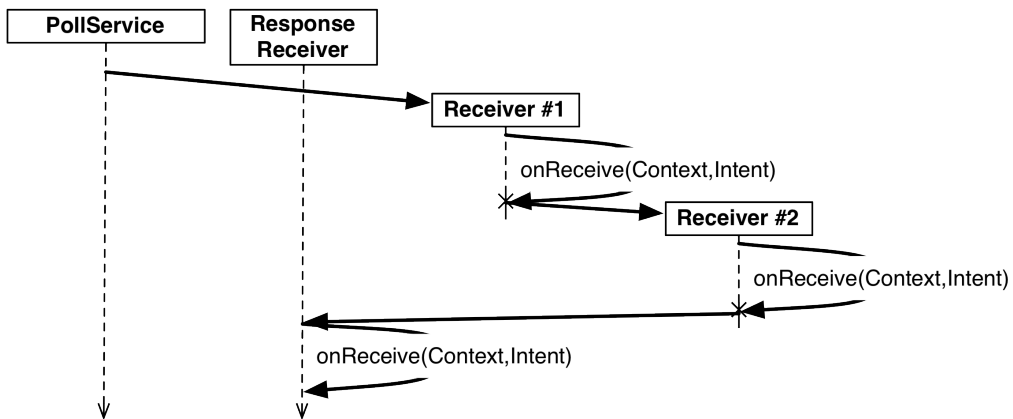 PollService
Response
Receiver
Receiver #1
onReceive(Context,Intent)
Receiver #2
onReceive(Context,Intent)
onReceive(Context,Intent)